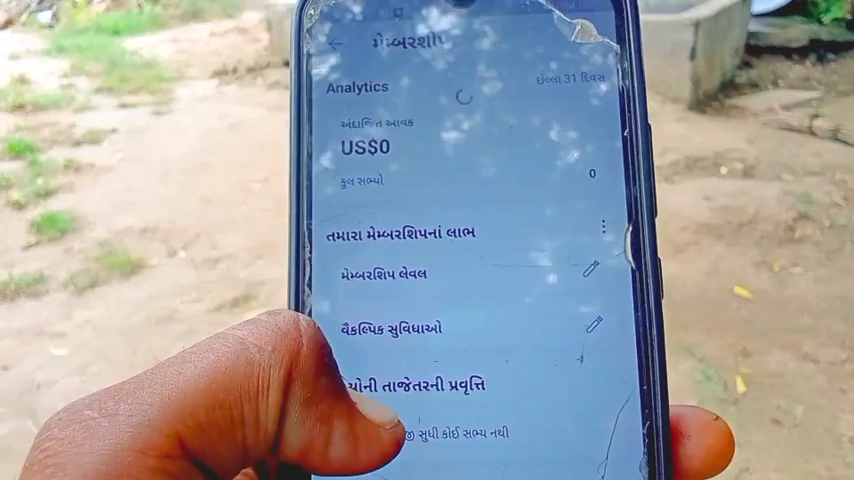 મેમ્બરશીપ
Analytics
છેલ્લા 31 દિવસ
અંદાજિત આવક
US$0
કુલ સભ્યો
0
તમારા મેમ્બરશિપનાં લાભ
મેમ્બરશિપ લેવલ
વૈકલ્પિક સુવિધાઓ
તાજેતરની પ્રવૃત્તિ
સુધી કોઈ સભ્ય નથી